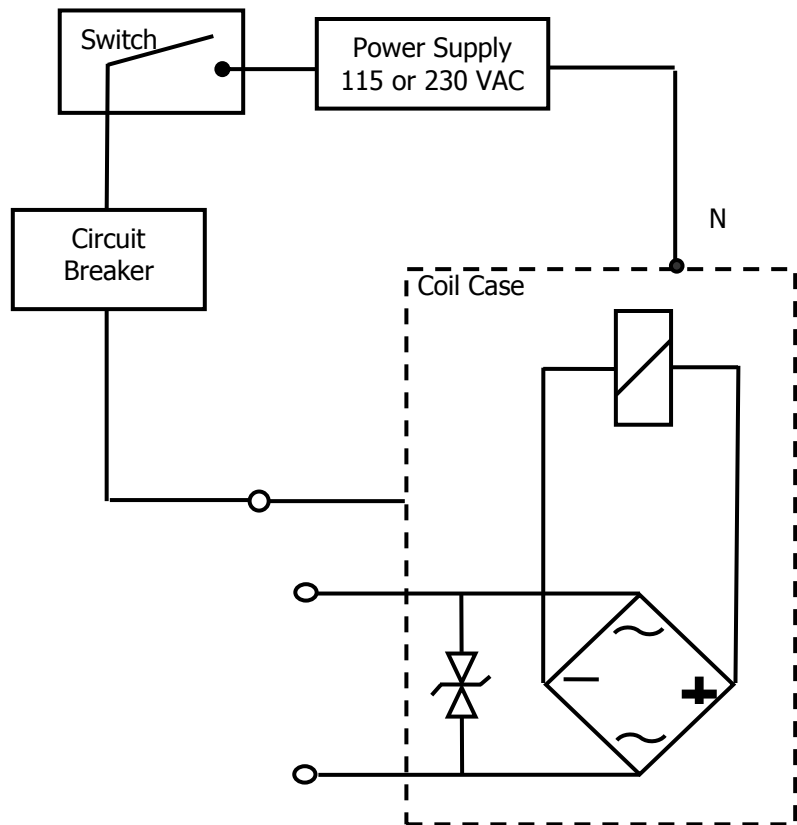 Switch
Power Supply
115 or 230 VAC
Circuit
Breaker
N
Coil Case
~
−
+
~